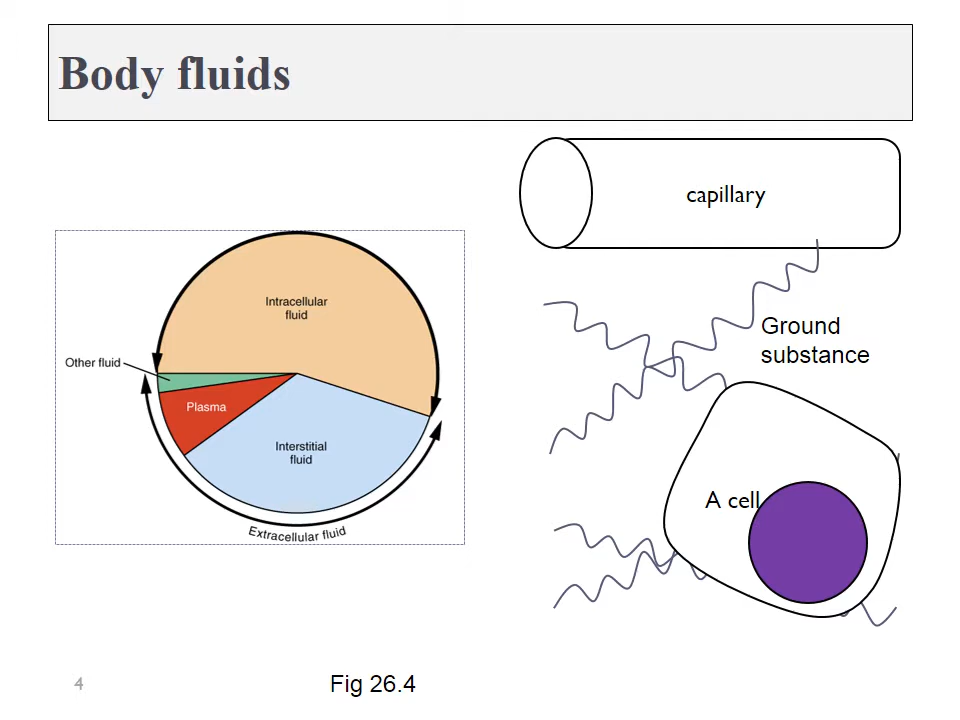 Body fluids
Intracellular
fluid
Other fluid
Plasma
Interstitial
fluid
Extracellular fluid
capillary
Ground
substance
A cell
4
Fig 26.4